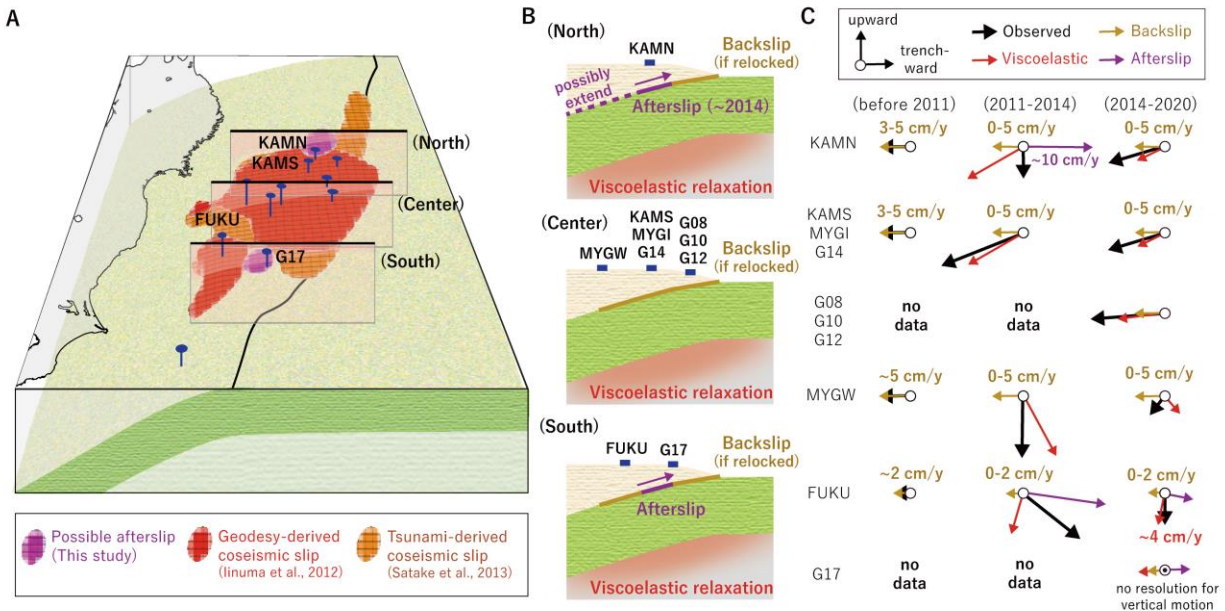 A
KAMN
KAMS
FUKU
G17
(North)
(Center)
(South)
Possible afterslip
(This study)
Geodesy-derived
coseismic slip
(Iinuma et al., 2012)
Tsunami-derived
coseismic slip
(Satake et al., 2013)
B
(North)
KAMN
Backslip
(if relocked)
possibly
extend
Afterslip (~2014)
Viscoelastic relaxation
(Center)
MYGW
KAMS
MYGI
G14
G08
G10
G12
Backslip
(if relocked)
Viscoelastic relaxation
(South)
FUKU
G17
Backslip
(if relocked)
Afterslip
Viscoelastic relaxation
C
upward
trench-
ward
Observed
Backslip
Viscoelastic
Afterslip
(before 2011)
(2011-2014)
(2014-2020)
KAMN
3-5 cm/y
0-5 cm/y
~10 cm/y
0-5 cm/y
KAMS
MYGI
G14
3-5 cm/y
0-5 cm/y
0-5 cm/y
G08
G10
G12
no
data
no
data
MYGW
~5 cm/y
0-5 cm/y
0-5 cm/y
FUKU
~2 cm/y
0-2 cm/y
0-2 cm/y
~4 cm/y
G17
no
data
no
data
no resolution for
vertical motion